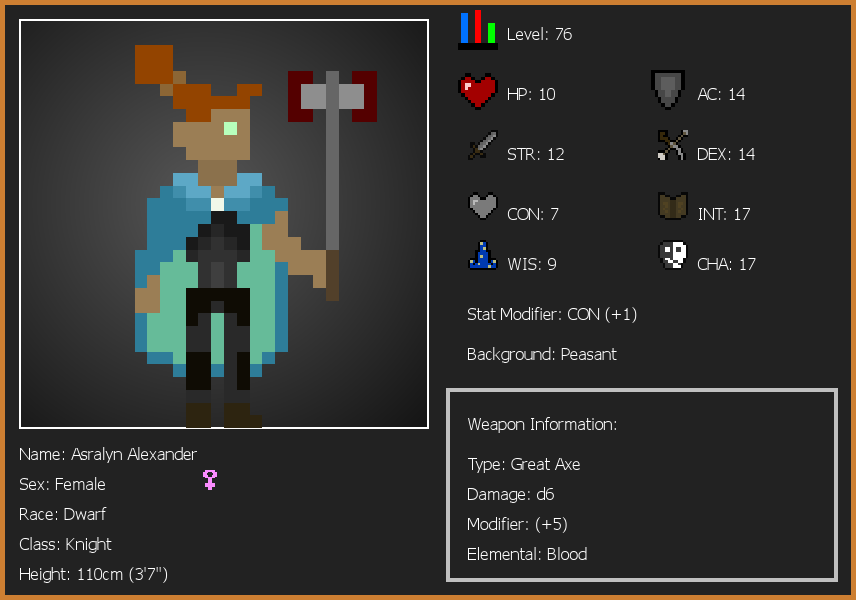 Level: 76
HP: 10
AC: 14
STR: 12
DEX: 14
CON: 7
INT: 17
WIS: 9
CHA: 17
Stat Modifier: CON (+1)
Background: Peasant
Weapon Information:
Type: Great Axe
Damage: d6
Modifier: (+5)
Elemental: Blood
Name: Asralyn Alexander
Sex: Female
Race: Dwarf
Class: Knight
Height: 110cm (3'7")